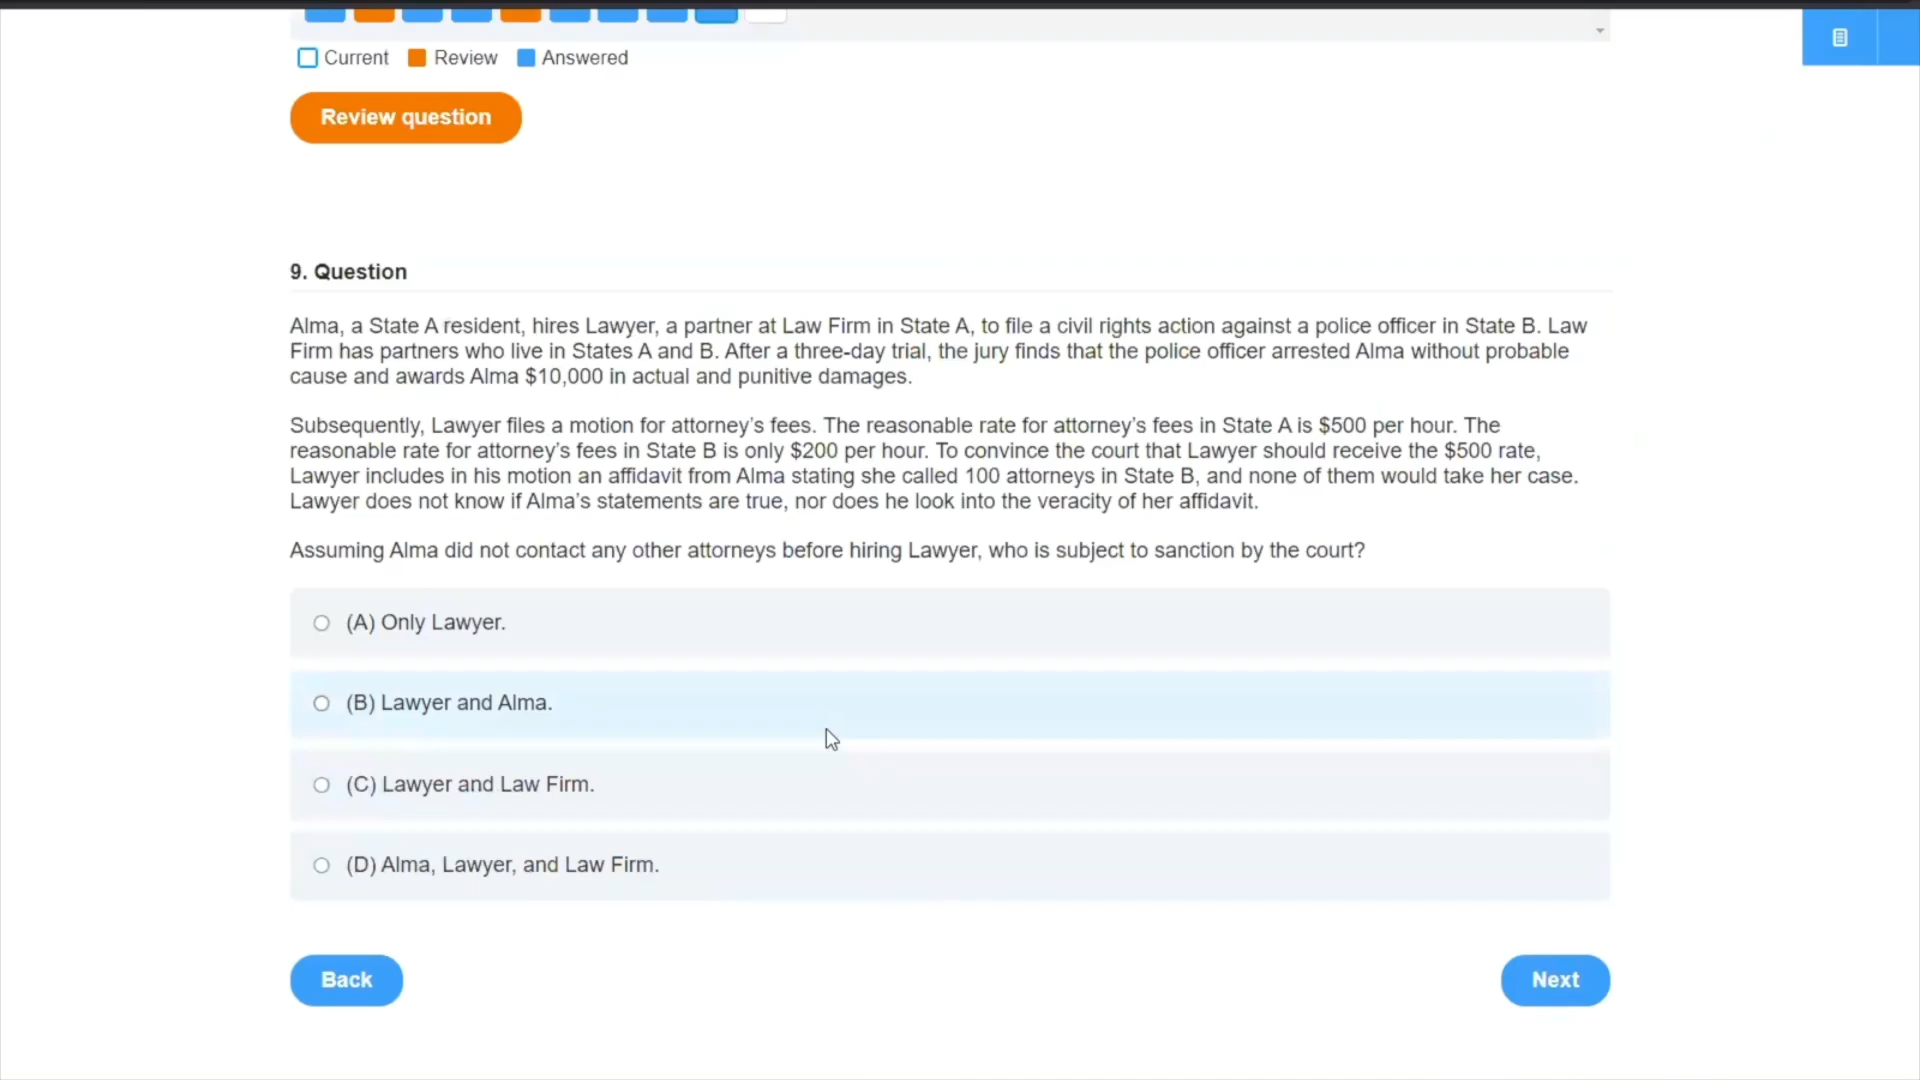 Current Review Answered
Review question
9. Question
Alma, a State A resident, hires Lawyer, a partner at Law Firm in State A, to file a civil rights action against a police officer in State B. Law
Firm has partners who live in States A and B. After a three-day trial, the jury finds that the police officer arrested Alma without probable
cause and awards Alma $10,000 in actual and punitive damages.
Subsequently, Lawyer files a motion for attorney’s fees. The reasonable rate for attorney’s fees in State A is $500 per hour. The
reasonable rate for attorney’s fees in State B is only $200 per hour. To convince the court that Lawyer should receive the $500 rate,
Lawyer includes in his motion an affidavit from Alma stating she called 100 attorneys in State B, and none of them would take her case.
Lawyer does not know if Alma’s statements are true, nor does he look into the veracity of her affidavit.
Assuming Alma did not contact any other attorneys before hiring Lawyer, who is subject to sanction by the court?
(A) Only Lawyer.
(B) Lawyer and Alma.
(C) Lawyer and Law Firm.
(D) Alma, Lawyer, and Law Firm.
Back
Next